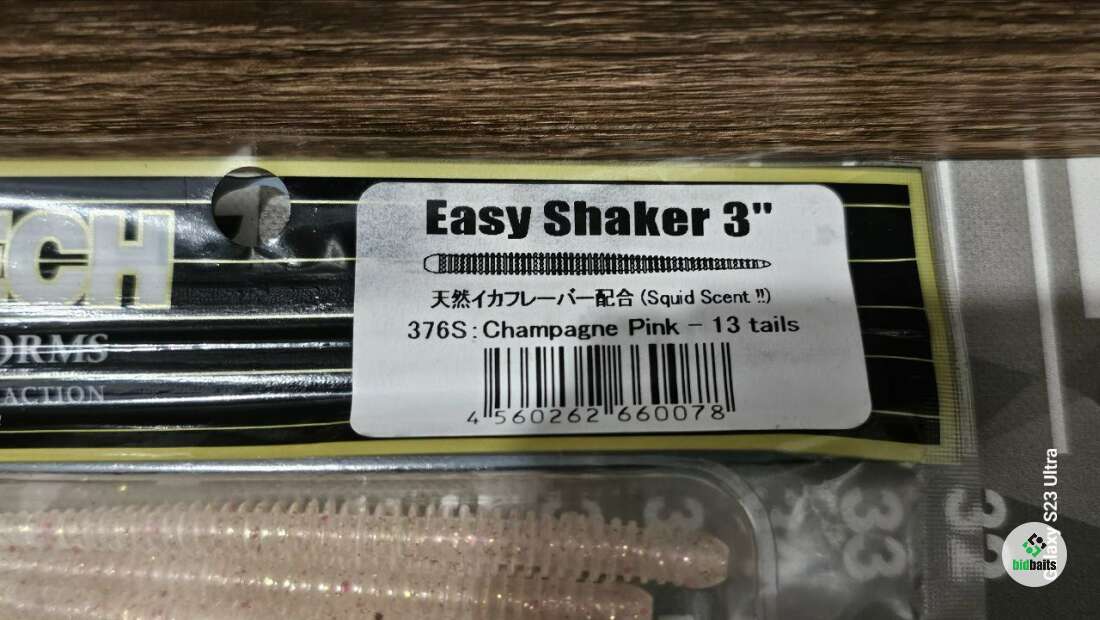 ECH
ORMS
ACTION
Easy Shaker 3"
天然イカフレーバー配合 (Squid Scent !!)
376S : Champagne Pink - 13 tails
4 560262 660078
Galaxy S23 Ultra
bidbaits